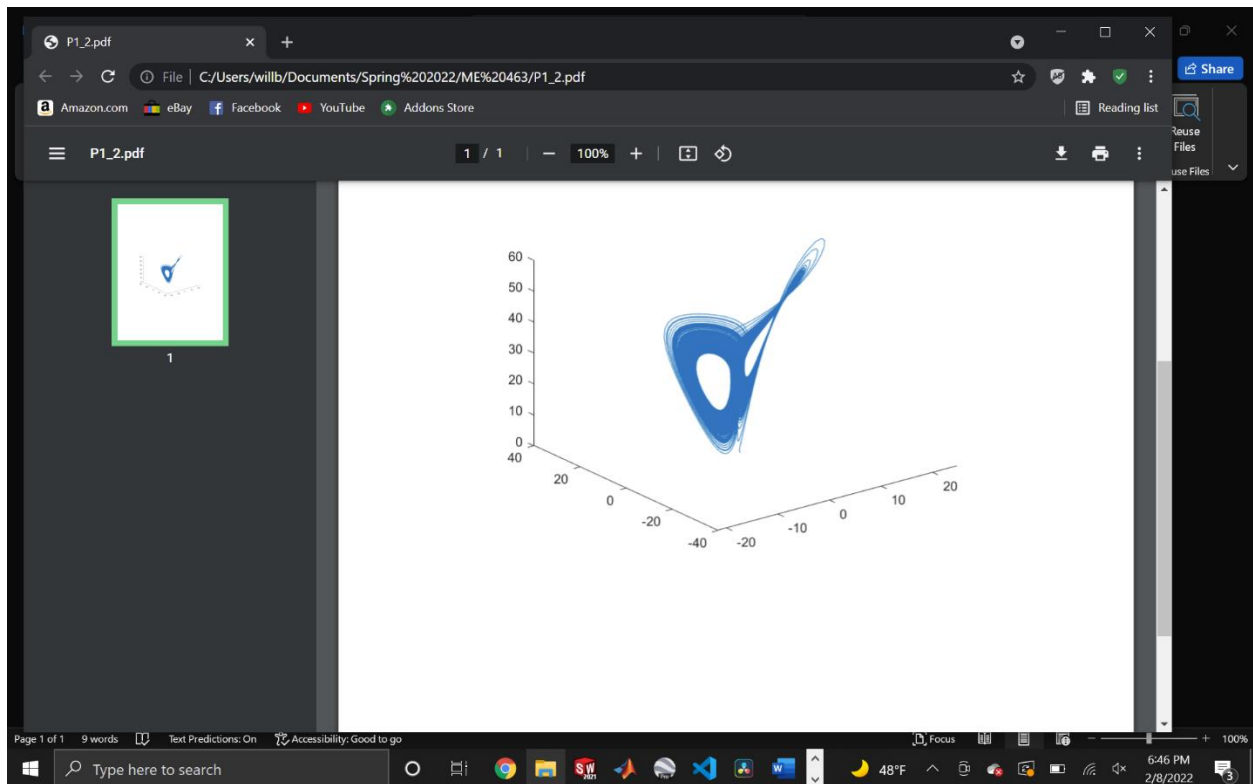 P1_2.pdf
File | C:/Users/willb/Documents/Spring%202022/ME%20463/P1_2.pdf
Share
Amazon.com eBay Facebook YouTube Addons Store Reading list
Reuse
Files
P1_2.pdf 1 / 1 100%
use Files
60
50
40
30
20
10
0
40
20
0
-20
-40
-20
-10
0
10
20
1
Page 1 of 1 9 words Text Predictions: On Accessibility: Good to go Focus 100%
Type here to search SW 2021 48°F 6:46 PM
2/8/2022 3